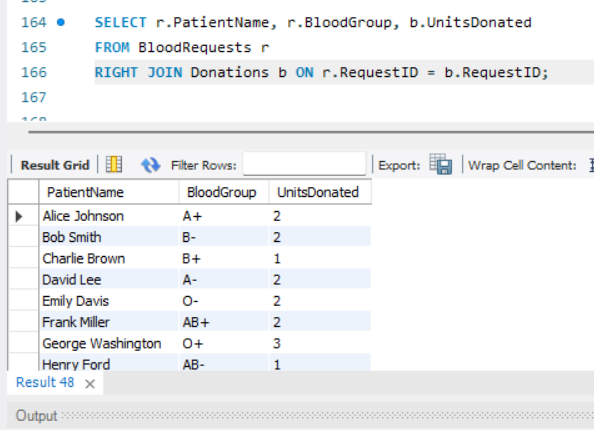 164 SELECT r.PatientName, r.BloodGroup, b.UnitsDonated
165 FROM BloodRequests r
166 RIGHT JOIN Donations b ON r.RequestID = b.RequestID;
167
Result Grid Filter Rows: Export: Wrap Cell Content:
PatientName BloodGroup UnitsDonated
Alice Johnson A+ 2
Bob Smith B- 2
Charlie Brown B+ 1
David Lee A- 2
Emily Davis O- 2
Frank Miller AB+ 2
George Washington O+ 3
Henry Ford AB- 1
Result 48
Output